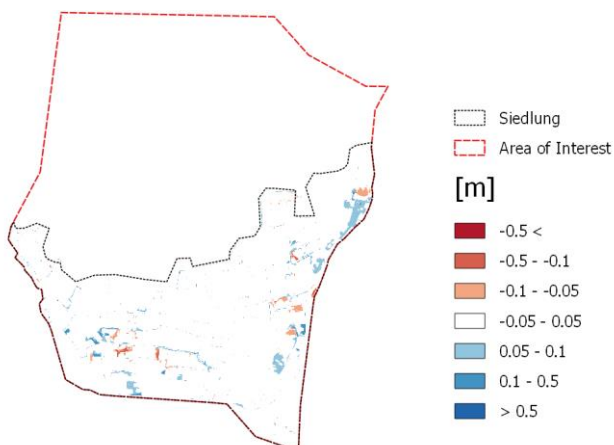 Siedlung
Area of Interest
[m]
-0.5 <
-0.5 - -0.1
-0.1 - -0.05
-0.05 - 0.05
0.05 - 0.1
0.1 - 0.5
> 0.5